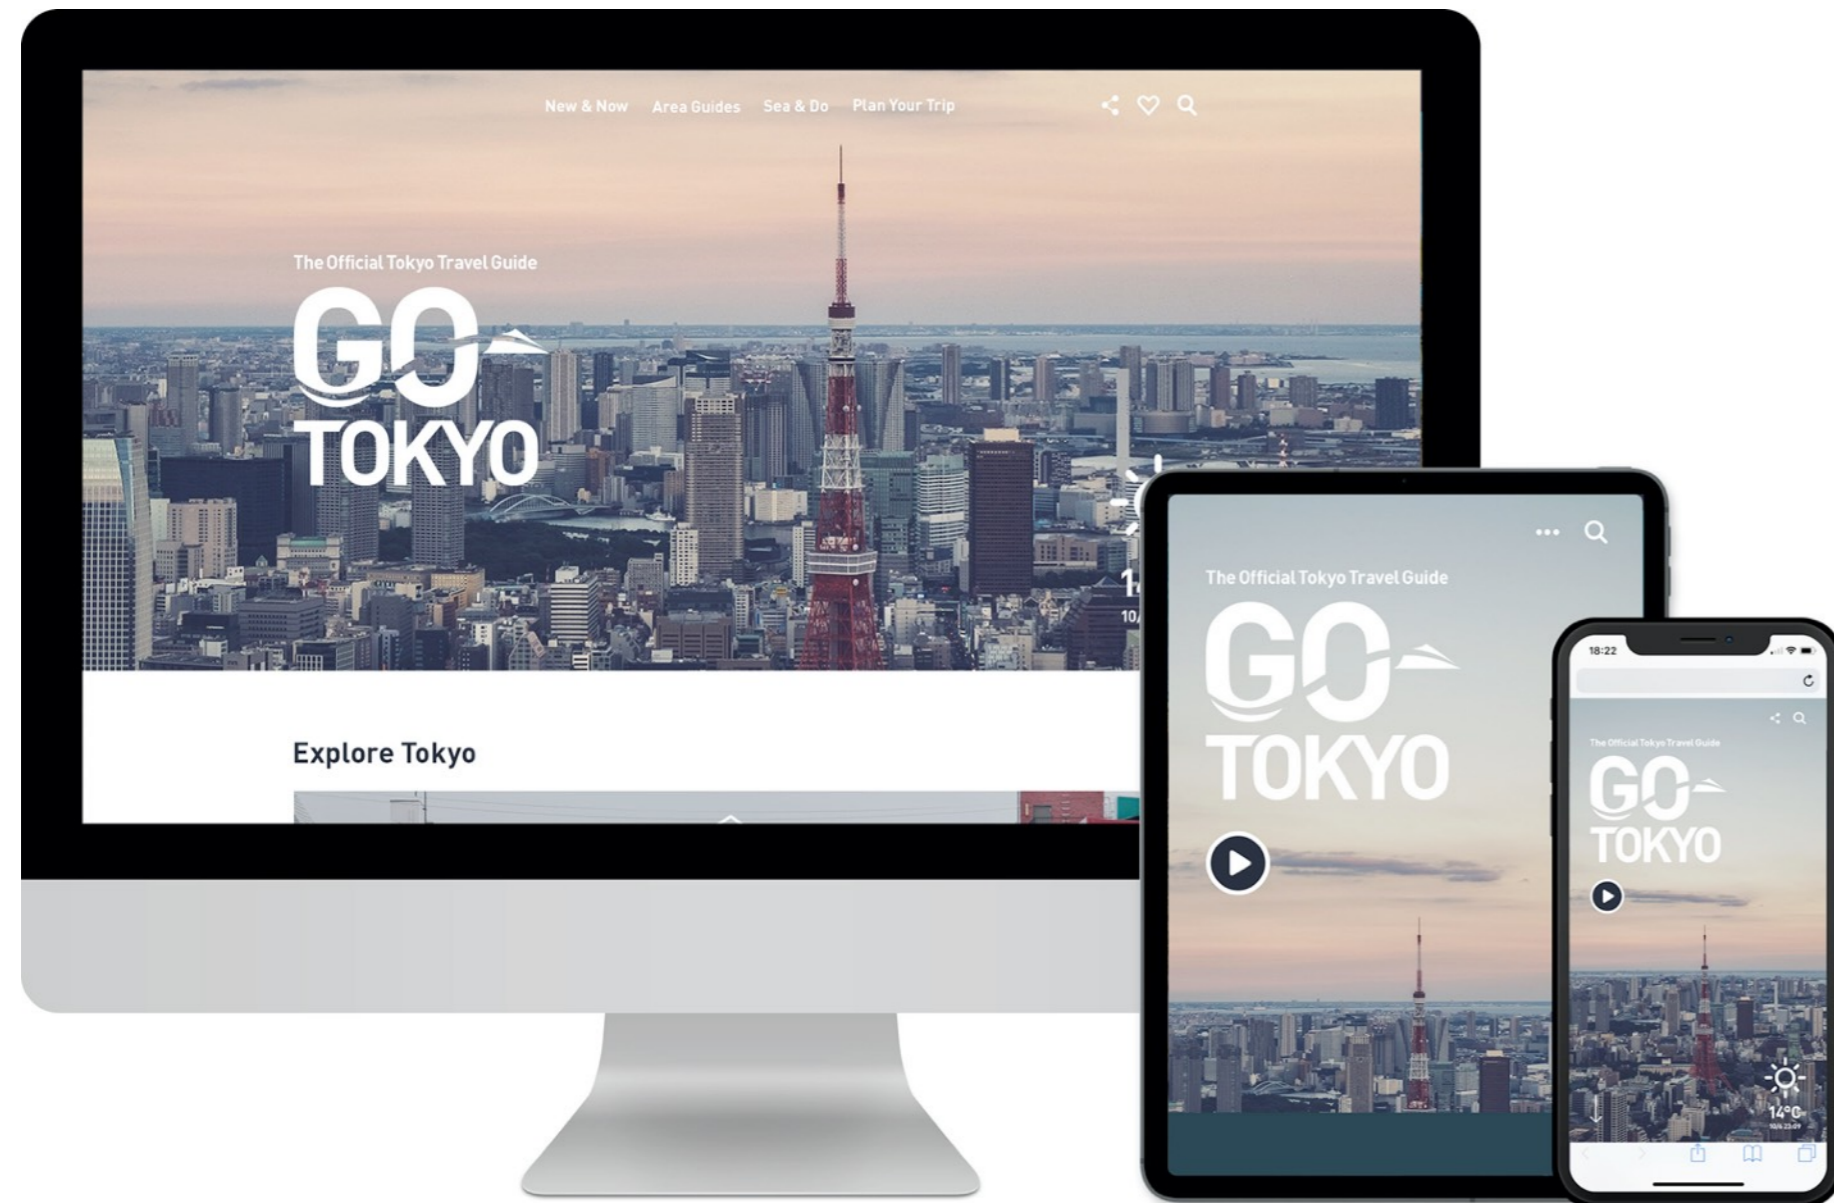 New & Now Area Guides Sea & Do Plan Your Trip
The Official Tokyo Travel Guide
GO
TOKYO
Explore Tokyo
The Official Tokyo Travel Guide
GO
TOKYO
18:22
The Official Tokyo Travel Guide
GO
TOKYO
14°C